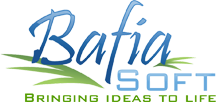 Bafia
SOFT
BRINGING IDEAS TO LIFE